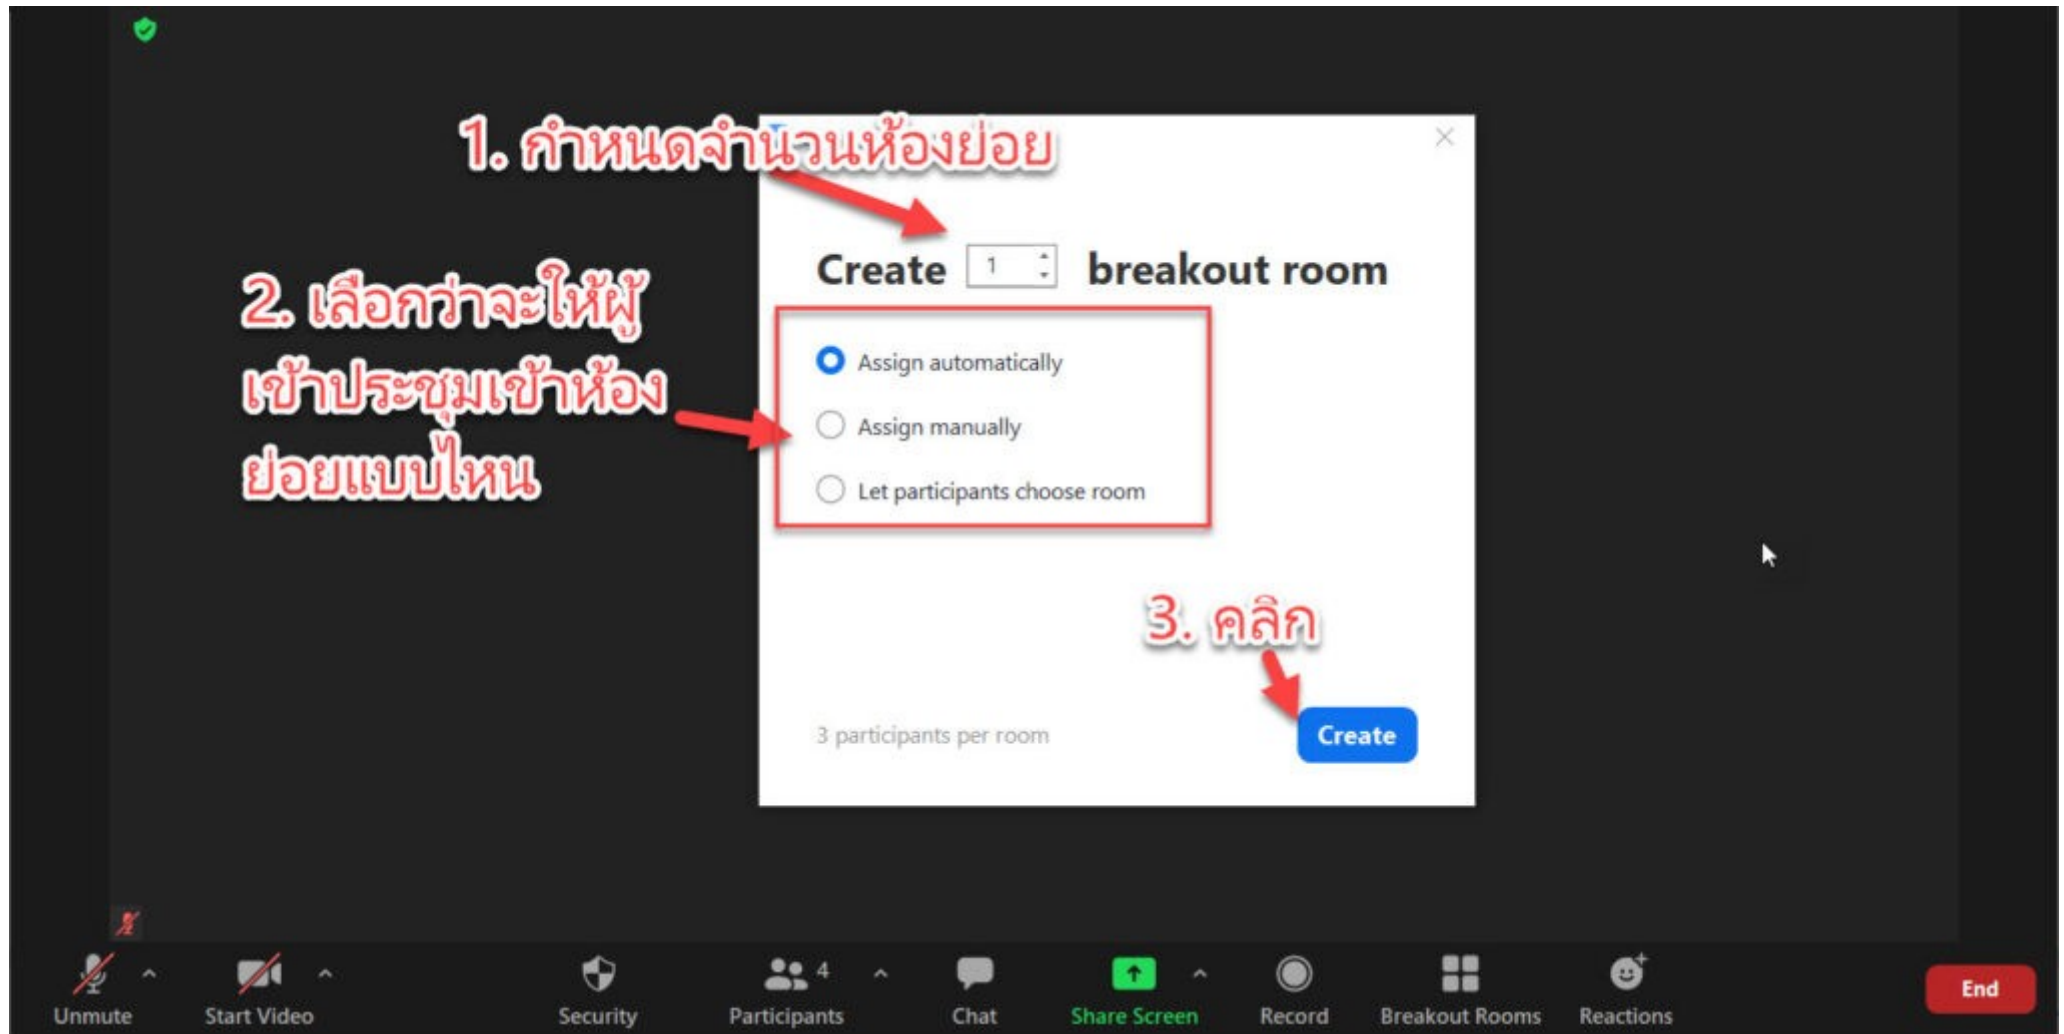 1. กำหนดจำนวนห้องย่อย
Create 1 breakout room
2. เลือกว่าจะให้ผู้
เข้าประชุมเข้าห้อง
ย่อยแบบไหน
Assign automatically
Assign manually
Let participants choose room
3. คลิก
3 participants per room
Create
4
Unmute
Start Video
Security
Participants
Chat
Share Screen
Record
Breakout Rooms
Reactions
End